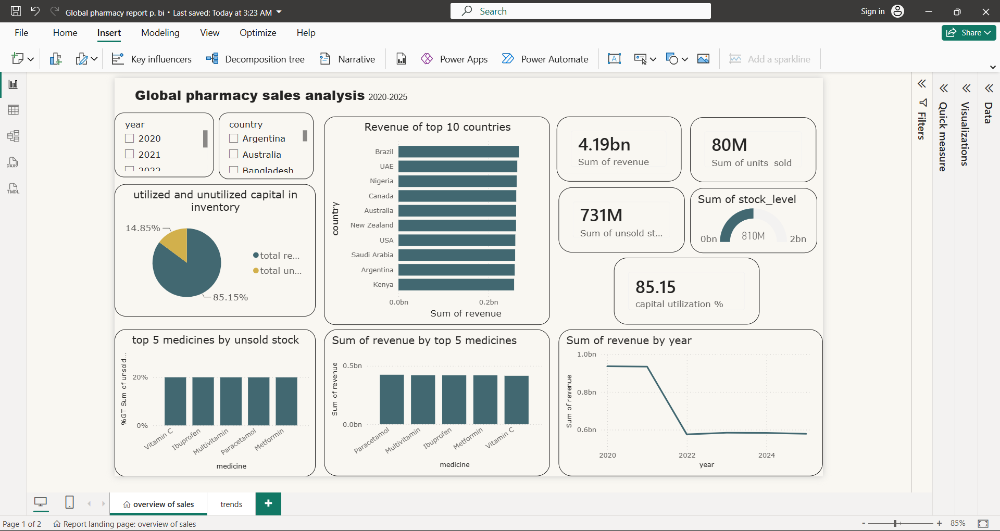 Global pharmacy report p. bi • Last saved: Today at 3:23 AM
Search
Sign in
File Home Insert Modeling View Optimize Help
Share
Key influencers Decomposition tree Narrative Power Apps Power Automate Add a sparkline
DAX
TMDL
Global pharmacy sales analysis 2020-2025
year
2020
2021
2022
country
Argentina
Australia
Bangladesh
utilized and unutilized capital in
inventory
14.85%
85.15%
total re...
total un...
Revenue of top 10 countries
country
Brazil
UAE
Nigeria
Canada
Australia
New Zealand
USA
Saudi Arabia
Argentina
Kenya
0.0bn 0.2bn
Sum of revenue
4.19bn
Sum of revenue
80M
Sum of units sold
731M
Sum of unsold st...
Sum of stock_level
810M
0bn 2bn
85.15
capital utilization %
top 5 medicines by unsold stock
%GT Sum of unsold...
20%
0%
Vitamin C Ibuprofen Multivitamin Paracetamol Metformin
medicine
Sum of revenue by top 5 medicines
Sum of revenue
0.5bn
0.0bn
Paracetamol Multivitamin Ibuprofen Metformin Vitamin C
medicine
Sum of revenue by year
Sum of revenue
1.0bn
0.8bn
0.6bn
2020 2022 2024
year
Filters
Quick measure
Visualizations
Data
overview of sales trends
Page 1 of 2 Report landing page: overview of sales
- + 85%